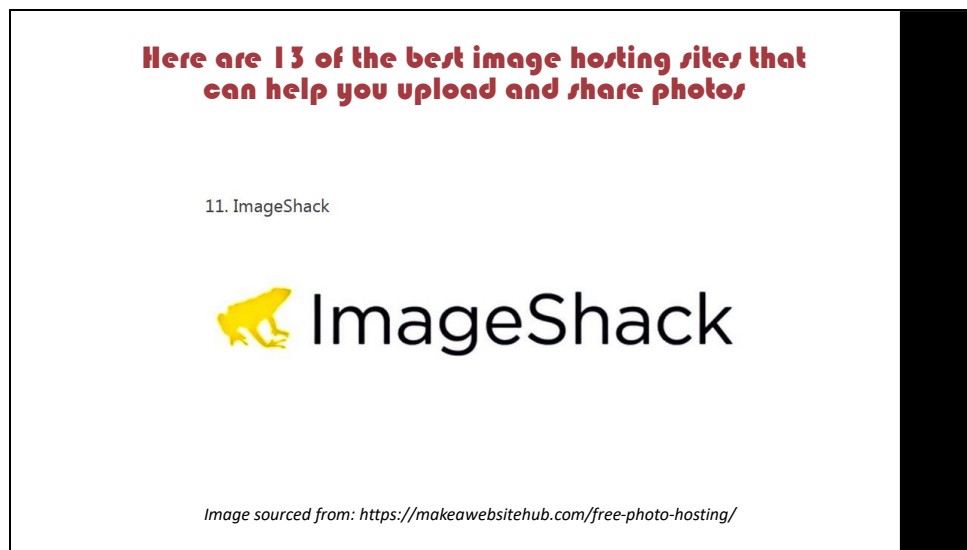 Here are 13 of the best image hosting sites that
can help you upload and share photos
11. ImageShack
ImageShack
Image sourced from: https://makeawebsitehub.com/free-photo-hosting/